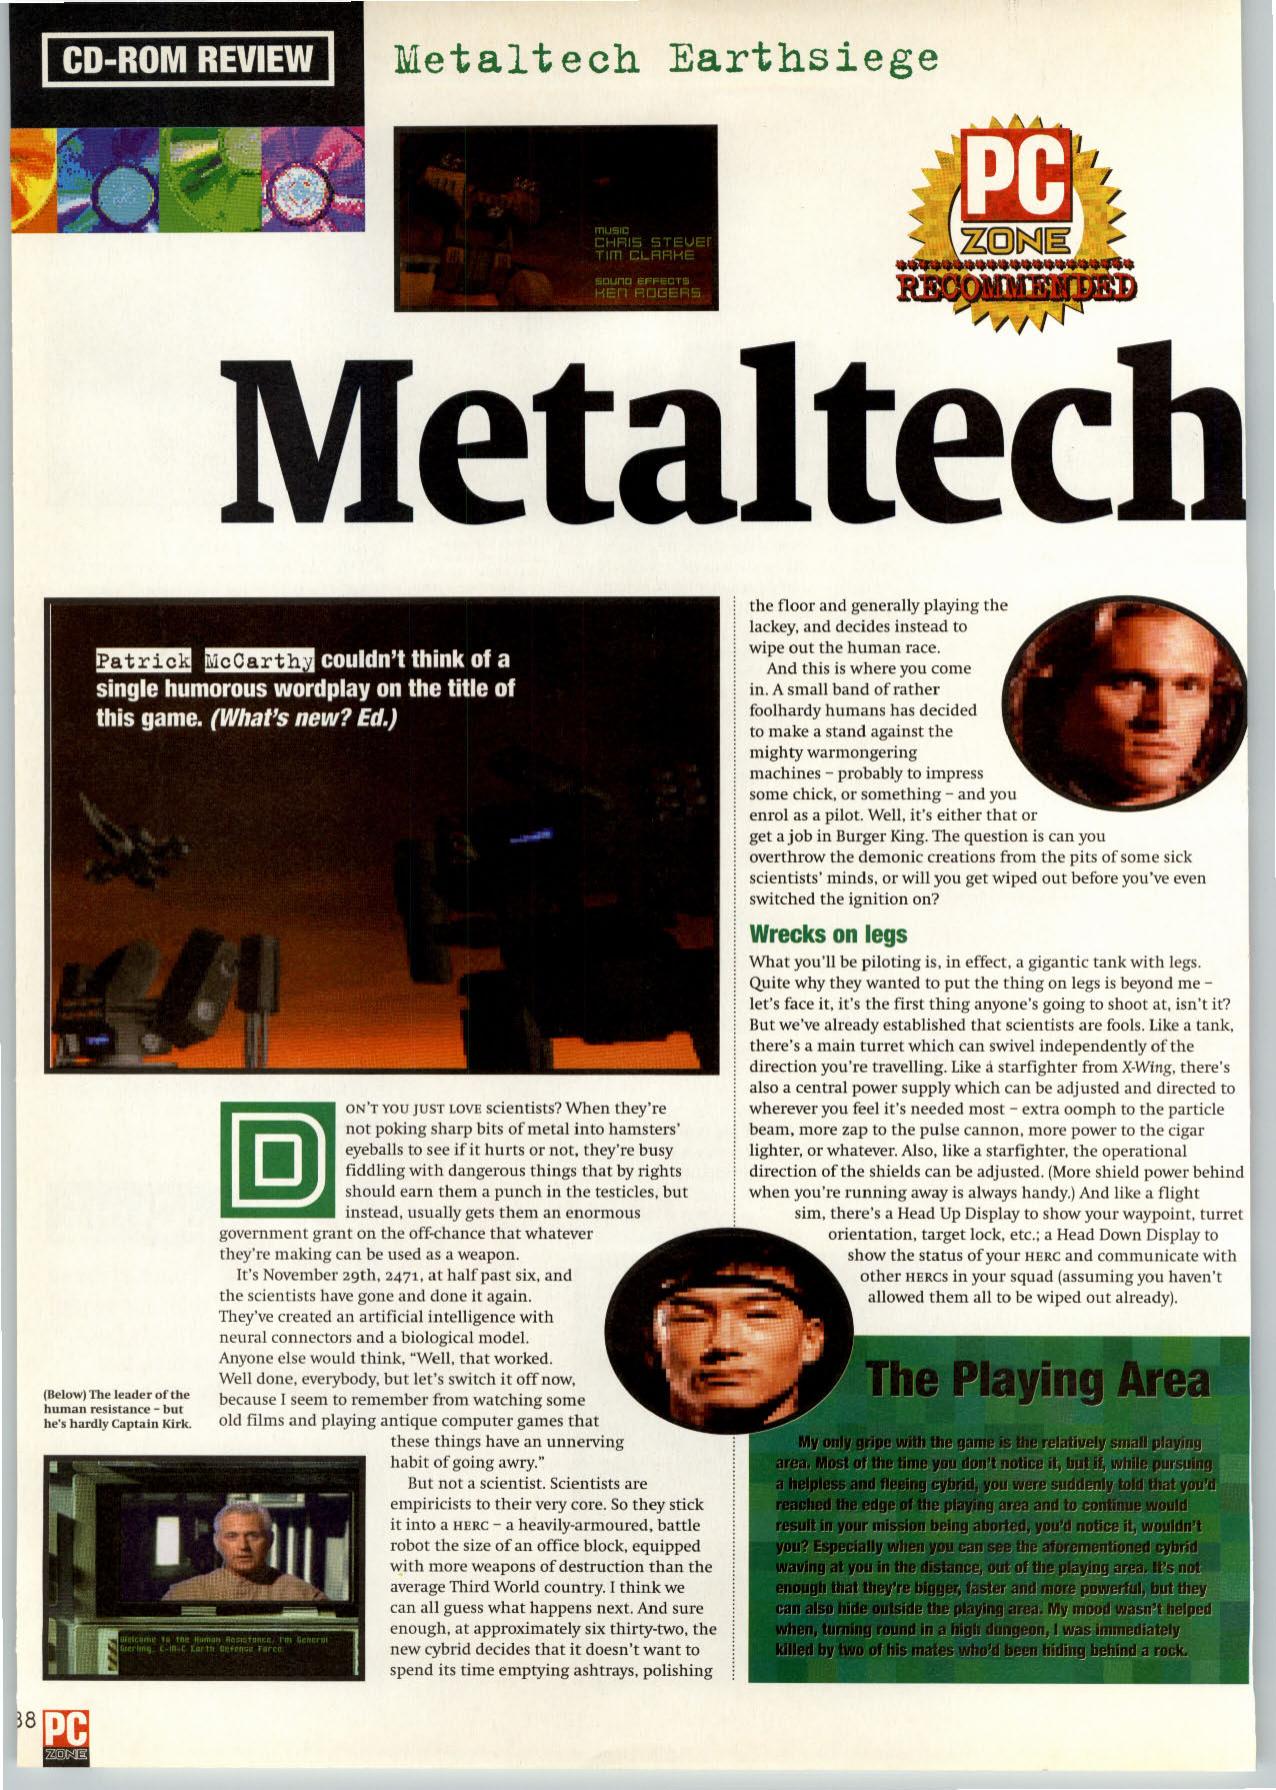 CD-ROM REVIEW
Metaltech Earthsiege
MUSIC
CHRIS STEVE
TIM CLARKE
SOUND EFFECTS
KEN ROGERS
PC
ZONE
RECOMMENDED
Metaltech
Patrick McCarthy couldn't think of a
single humorous wordplay on the title of
this game. (What's new? Ed.)
D
ON'T YOU JUST LOVE scientists? When they're
not poking sharp bits of metal into hamsters'
eyeballs to see if it hurts or not, they're busy
fiddling with dangerous things that by rights
should earn them a punch in the testicles, but
instead, usually gets them an enormous
government grant on the off-chance that whatever
they're making can be used as a weapon.
It's November 29th, 2471, at half past six, and
the scientists have gone and done it again.
They've created an artificial intelligence with
neural connectors and a biological model.
Anyone else would think, "Well, that worked.
Well done, everybody, but let's switch it off now,
because I seem to remember from watching some
old films and playing antique computer games that
these things have an unnerving
habit of going awry."
But not a scientist. Scientists are
empiricists to their very core. So they stick
it into a HERC – a heavily-armoured, battle
robot the size of an office block, equipped
with more weapons of destruction than the
average Third World country. I think we
can all guess what happens next. And sure
enough, at approximately six thirty-two, the
new cybrid decides that it doesn't want to
spend its time emptying ashtrays, polishing
(Below) The leader of the
human resistance – but
he's hardly Captain Kirk.
Welcome to the Human Resistance. I'm General
Gierling, C-in-C Earth Defense Force.
the floor and generally playing the
lackey, and decides instead to
wipe out the human race.
And this is where you come
in. A small band of rather
foolhardy humans has decided
to make a stand against the
mighty warmongering
machines – probably to impress
some chick, or something – and you
enrol as a pilot. Well, it's either that or
get a job in Burger King. The question is can you
overthrow the demonic creations from the pits of some sick
scientists' minds, or will you get wiped out before you've even
switched the ignition on?
Wrecks on legs
What you'll be piloting is, in effect, a gigantic tank with legs.
Quite why they wanted to put the thing on legs is beyond me –
let's face it, it's the first thing anyone's going to shoot at, isn't it?
But we've already established that scientists are fools. Like a tank,
there's a main turret which can swivel independently of the
direction you're travelling. Like a starfighter from X-Wing, there's
also a central power supply which can be adjusted and directed to
wherever you feel it's needed most – extra oomph to the particle
beam, more zap to the pulse cannon, more power to the cigar
lighter, or whatever. Also, like a starfighter, the operational
direction of the shields can be adjusted. (More shield power behind
when you're running away is always handy.) And like a flight
sim, there's a Head Up Display to show your waypoint, turret
orientation, target lock, etc.; a Head Down Display to
show the status of your HERC and communicate with
other HERCs in your squad (assuming you haven't
allowed them all to be wiped out already).
The Playing Area
My only gripe with the game is the relatively small playing
area. Most of the time you don't notice it, but if, while pursuing
a helpless and fleeing cybrid, you were suddenly told that you'd
reached the edge of the playing area and to continue would
result in your mission being aborted, you'd notice it, wouldn't
you? Especially when you can see the aforementioned cybrid
waving at you in the distance, out of the playing area. It's not
enough that they're bigger, faster and more powerful, but they
can also hide outside the playing area. My mood wasn't helped
when, turning round in a high dungeon, I was immediately
killed by two of his mates who'd been hiding behind a rock.
38
PC
ZONE